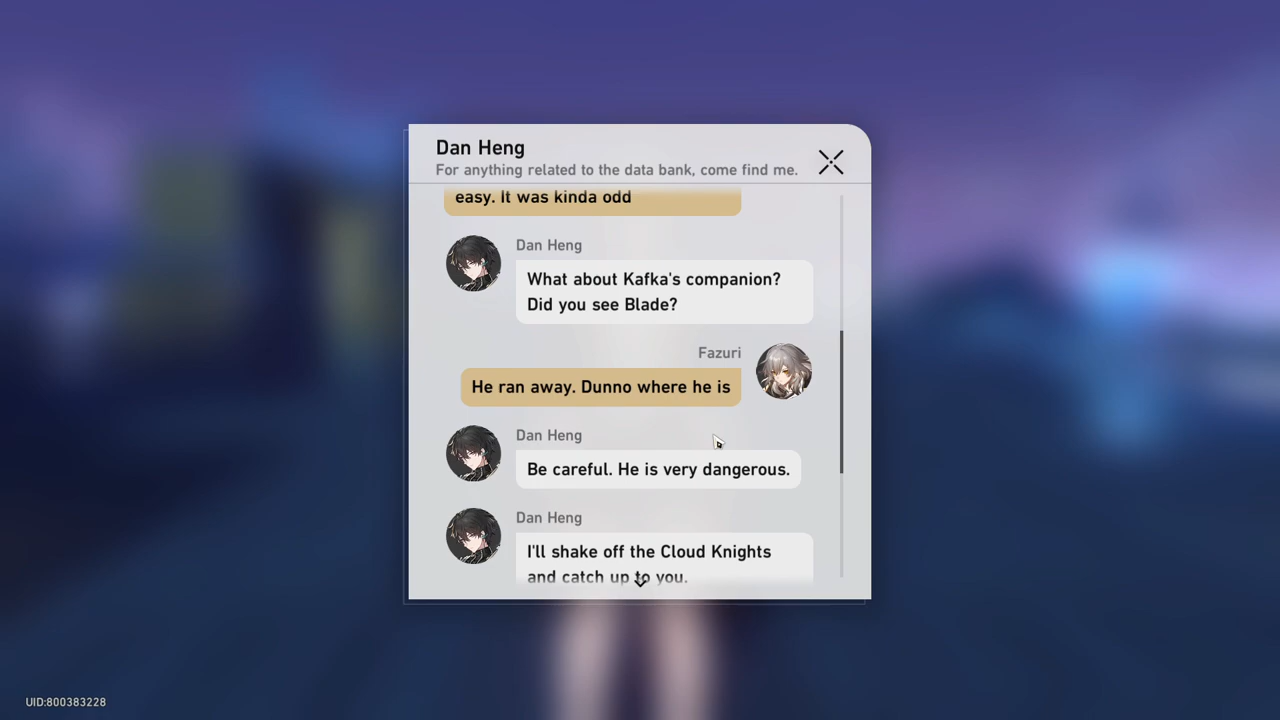 Dan Heng
For anything related to the data bank, come find me.
easy. It was kinda odd
Dan Heng
What about Kafka's companion?
Did you see Blade?
Fazuri
He ran away. Dunno where he is
Dan Heng
Be careful. He is very dangerous.
Dan Heng
I'll shake off the Cloud Knights
and catch up to you.
UID:800383228